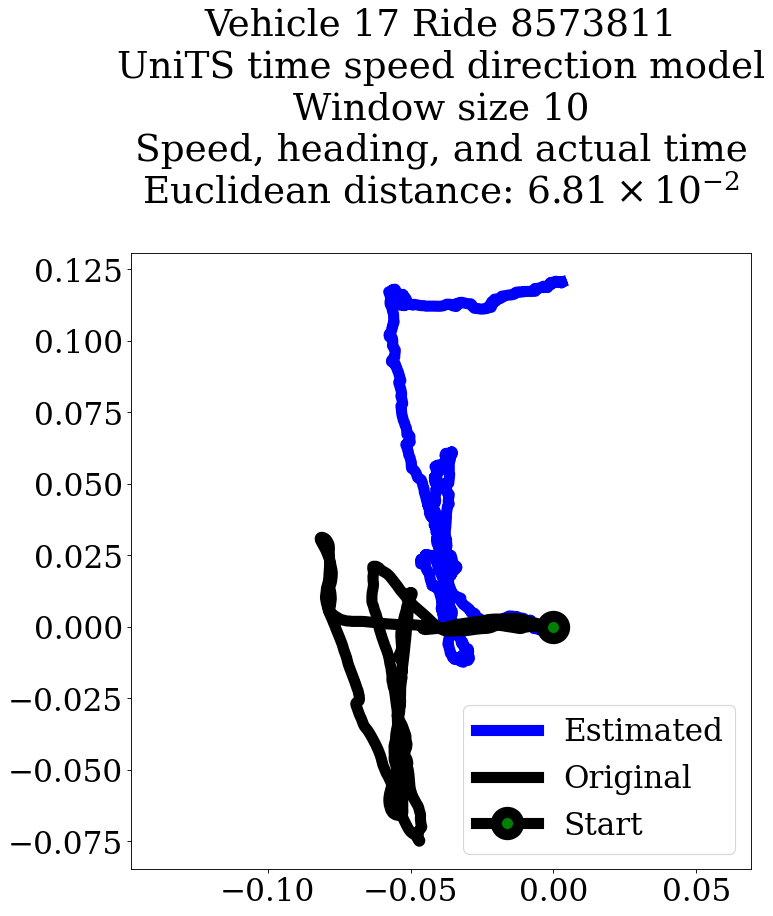 Vehicle 17 Ride 8573811
UniTS time speed direction model
Window size 10
Speed, heading, and actual time
Euclidean distance: 6.81 × 10⁻²
0.125
0.100
0.075
0.050
0.025
0.000
−0.025
−0.050
−0.075
−0.10
−0.05
0.00
0.05
Estimated
Original
Start